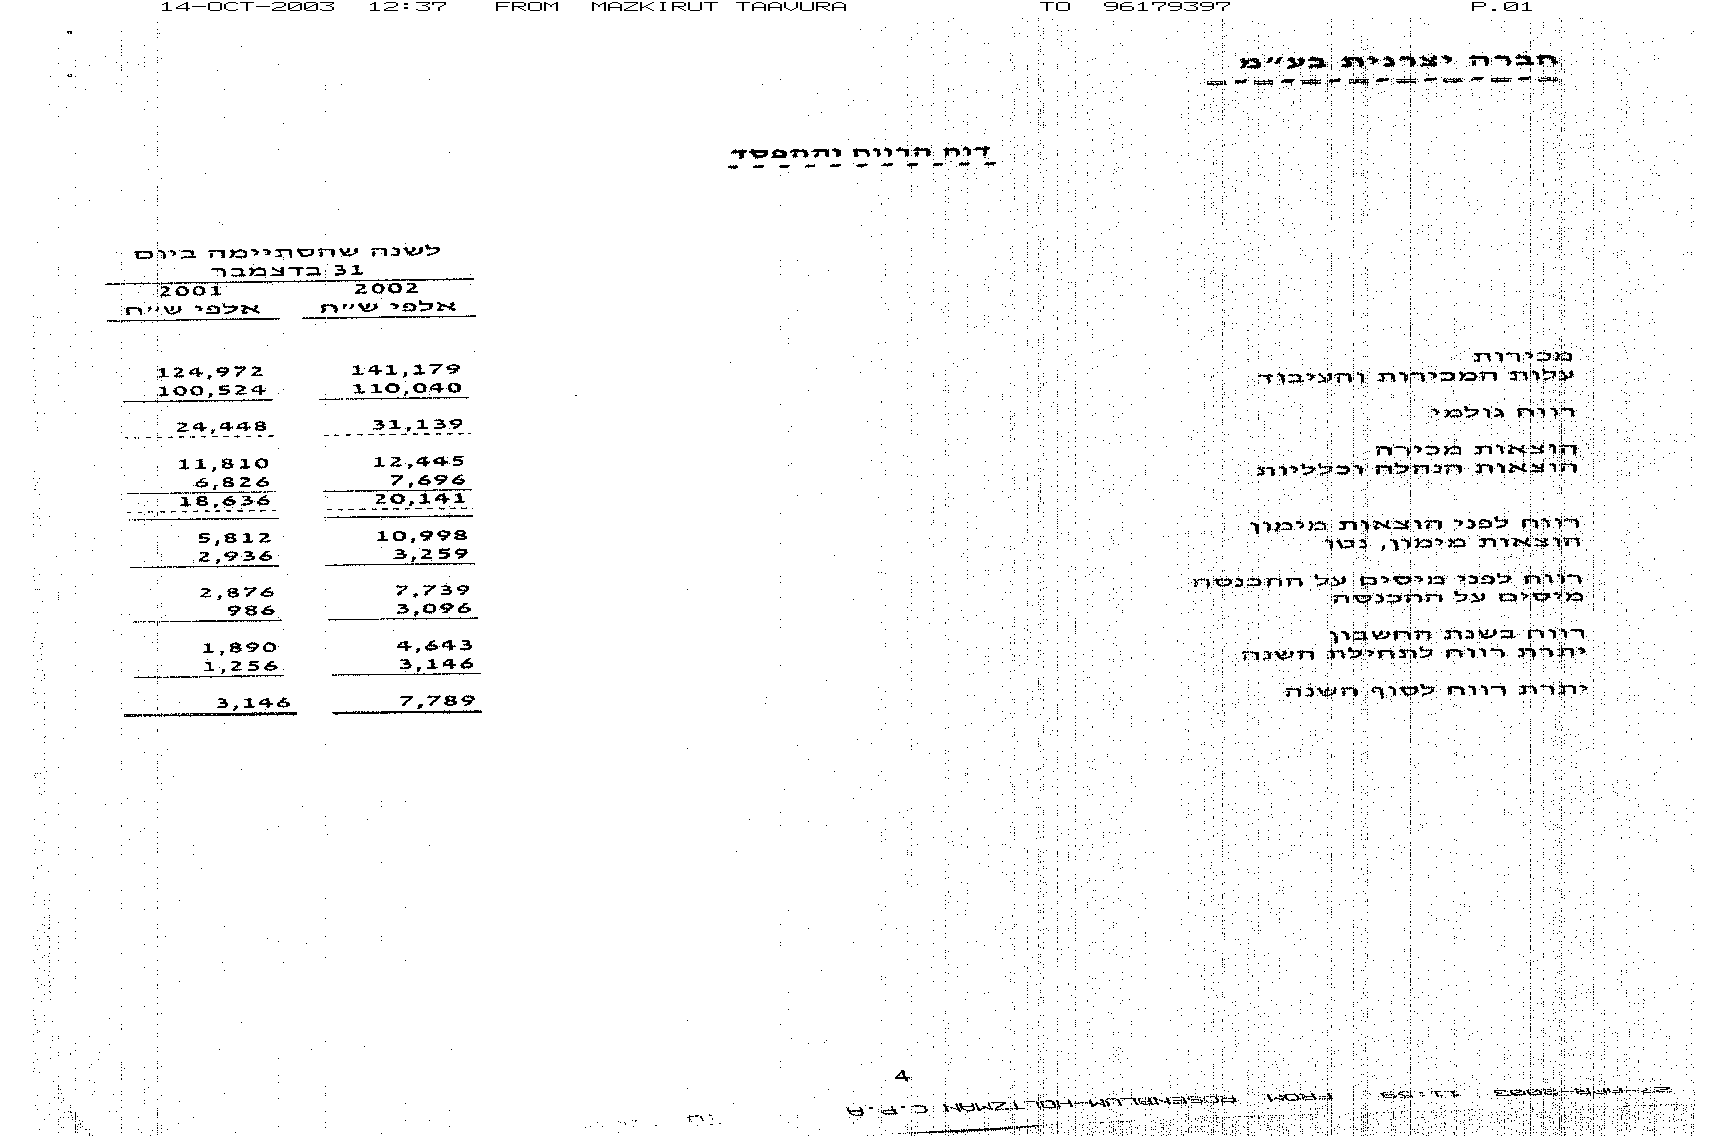 14-OCT-2003 12:37 FROM MAZKIRUT TAAVURA TO 96179397 P.01
חברה יצרנית בע"מ
דוח הרווח וההפסד
לשנה שהסתיימה ביום
31 בדצמבר
2002 2001
אלפי ש"ח אלפי ש"ח
מכירות 141,179 124,972
עלות המכירות והעיבוד 110,040 100,524
רווח גולמי 31,139 24,448
הוצאות מכירה 12,445 11,810
הוצאות הנהלה וכלליות 7,696 6,826
20,141 18,636
רווח לפני הוצאות מימון 10,998 5,812
הוצאות מימון, נטו 3,259 2,936
רווח לפני מיסים על ההכנסה 7,739 2,876
מיסים על ההכנסה 3,096 986
רווח בשנת החשבון 4,643 1,890
יתרת רווח לתחילת השנה 3,146 1,256
יתרת רווח לסוף השנה 7,789 3,146
4
FROM ROSENBLUM-HOLTZMAN C.P.A